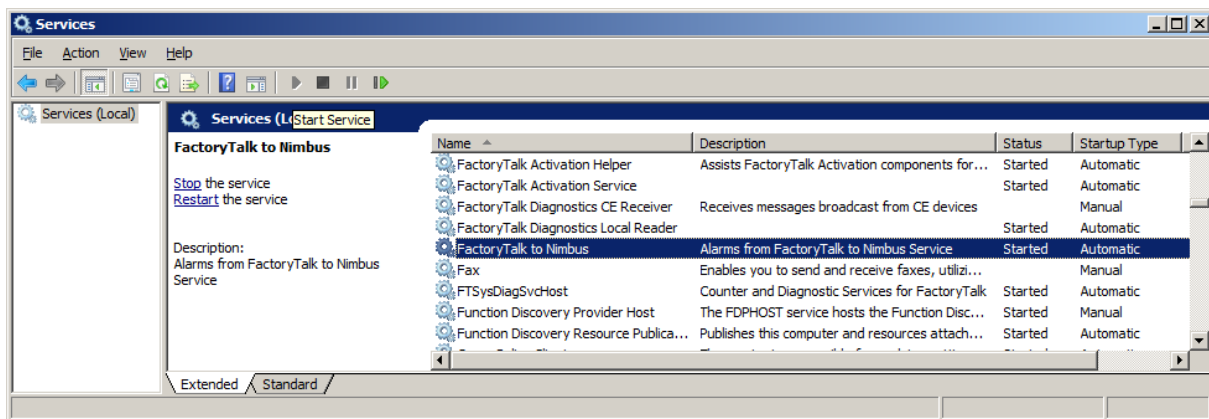 Services
File Action View Help
Services (Local)
Services (Lo
Start Service
FactoryTalk to Nimbus
Stop the service
Restart the service
Description:
Alarms from FactoryTalk to Nimbus
Service
Name Description Status Startup Type
FactoryTalk Activation Helper Assists FactoryTalk Activation components for... Started Automatic
FactoryTalk Activation Service Started Automatic
FactoryTalk Diagnostics CE Receiver Receives messages broadcast from CE devices Manual
FactoryTalk Diagnostics Local Reader Started Automatic
FactoryTalk to Nimbus Alarms from FactoryTalk to Nimbus Service Started Automatic
Fax Enables you to send and receive faxes, utilizi... Manual
FTSysDiagSvcHost Counter and Diagnostic Services for FactoryTalk Started Automatic
Function Discovery Provider Host The FDPHOST service hosts the Function Disc... Started Manual
Function Discovery Resource Publica... Publishes this computer and resources attach... Started Automatic
Extended Standard